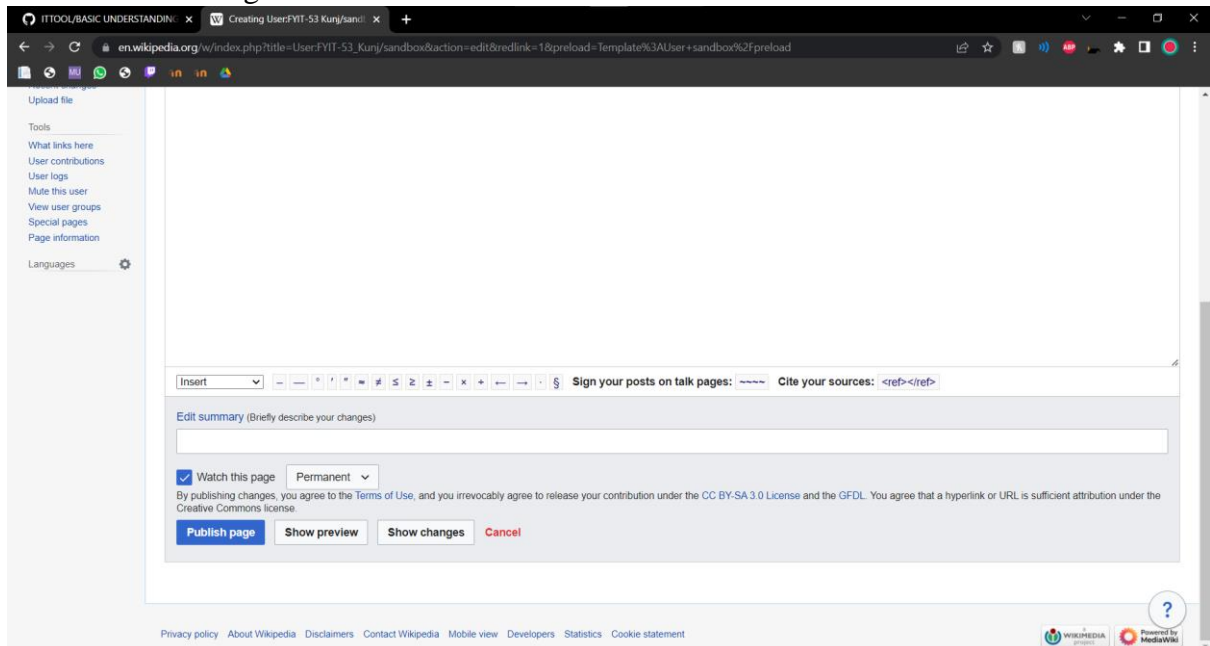 ITTOOL/BASIC UNDERSTANDING
Creating User:FYIT-53 Kunj/sand
en.wikipedia.org/w/index.php?title=User:FYIT-53_Kunj/sandbox&action=edit&redlink=1&preload=Template%3AUser+sandbox%2Fpreload
MU
ABP
Upload file
Tools
What links here
User contributions
User logs
Mute this user
View user groups
Special pages
Page information
Languages
Insert – — ° ′ ″ ≈ ≠ ≤ ≥ ± − × ÷ ← → · § Sign your posts on talk pages: ~~~~ Cite your sources: <ref></ref>
Edit summary (Briefly describe your changes)
Watch this page Permanent
By publishing changes, you agree to the Terms of Use, and you irrevocably agree to release your contribution under the CC BY-SA 3.0 License and the GFDL. You agree that a hyperlink or URL is sufficient attribution under the
Creative Commons license.
Publish page Show preview Show changes Cancel
?
Privacy policy About Wikipedia Disclaimers Contact Wikipedia Mobile view Developers Statistics Cookie statement
WIKIMEDIA
project
Powered by
MediaWiki